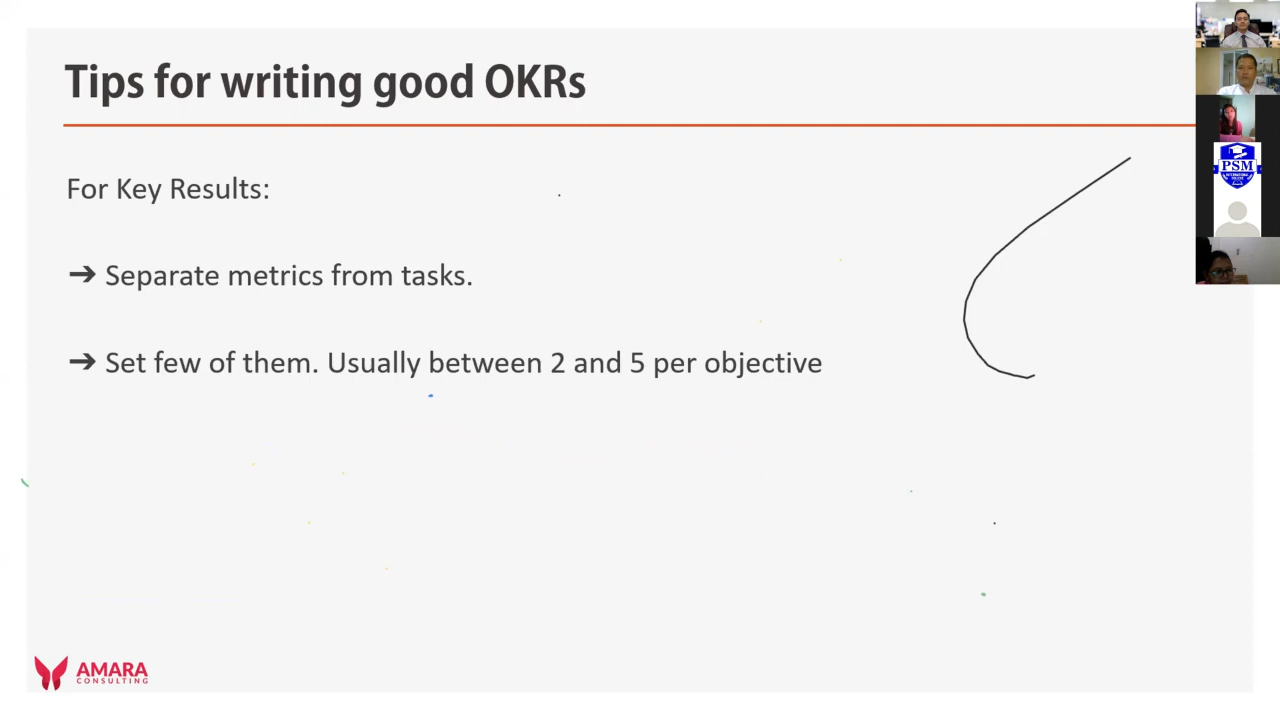 Tips for writing good OKRs
For Key Results:
➔ Separate metrics from tasks.
➔ Set few of them. Usually between 2 and 5 per objective
AMARA
CONSULTING
PSM